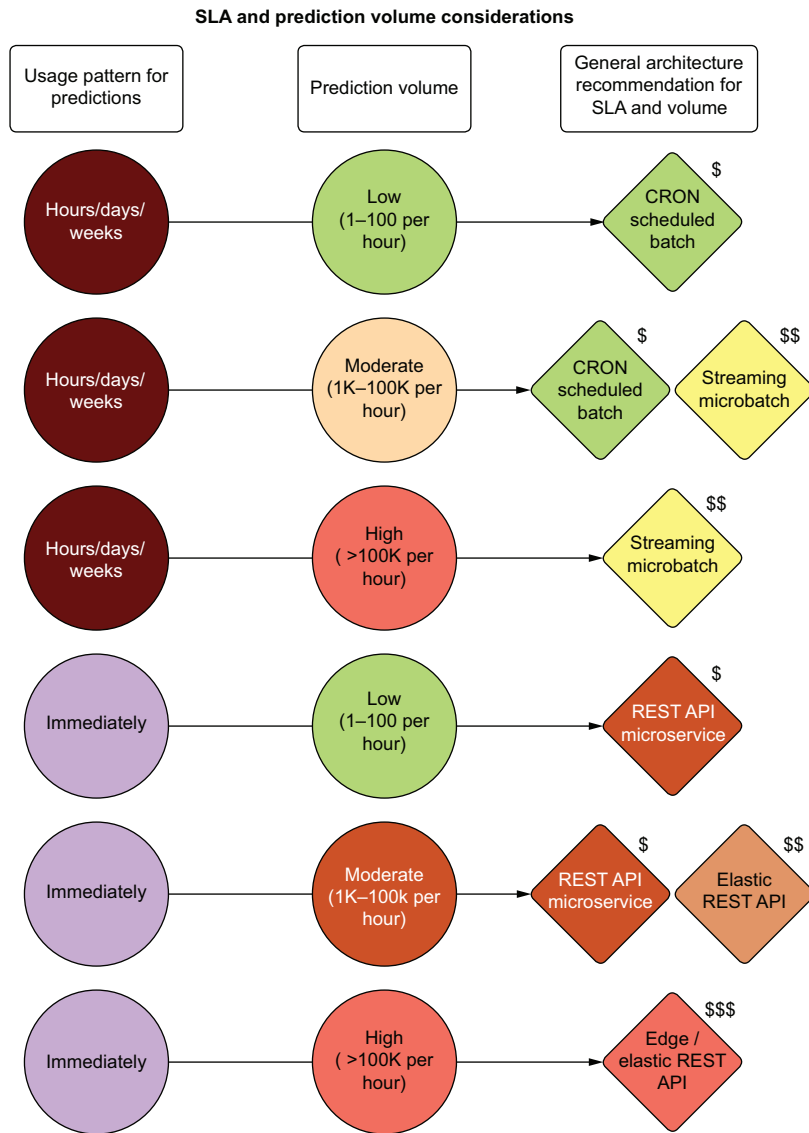 SLA and prediction volume considerations
Usage pattern for
predictions
Prediction volume
General architecture
recommendation for
SLA and volume
Hours/days/
weeks
Low
(1–100 per
hour)
$
CRON
scheduled
batch
Hours/days/
weeks
Moderate
(1K–100K per
hour)
$
CRON
scheduled
batch
$$
Streaming
microbatch
Hours/days/
weeks
High
( >100K per
hour)
$$
Streaming
microbatch
Immediately
Low
(1–100 per
hour)
$
REST API
microservice
Immediately
Moderate
(1K–100k per
hour)
$
REST API
microservice
$$
Elastic
REST API
Immediately
High
( >100K per
hour)
$$$
Edge /
elastic REST
API